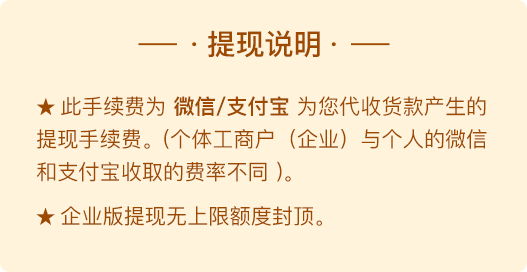 — · 提现说明 · —
★ 此手续费为 微信/支付宝 为您代收货款产生的
提现手续费。（个体工商户（企业）与个人的微信
和支付宝收取的费率不同 ）。
★ 企业版提现无上限额度封顶。